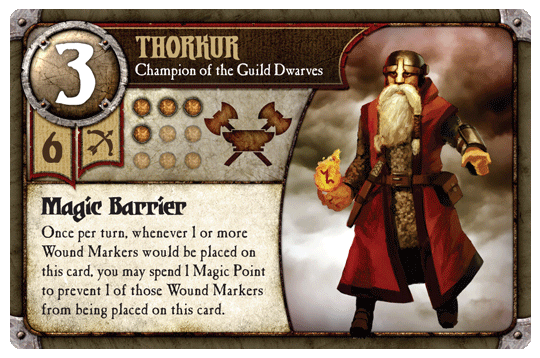 3
THORKUR
Champion of the Guild Dwarves
6
Magic Barrier
Once per turn, whenever 1 or more
Wound Markers would be placed on
this card, you may spend 1 Magic Point
to prevent 1 of those Wound Markers
from being placed on this card.